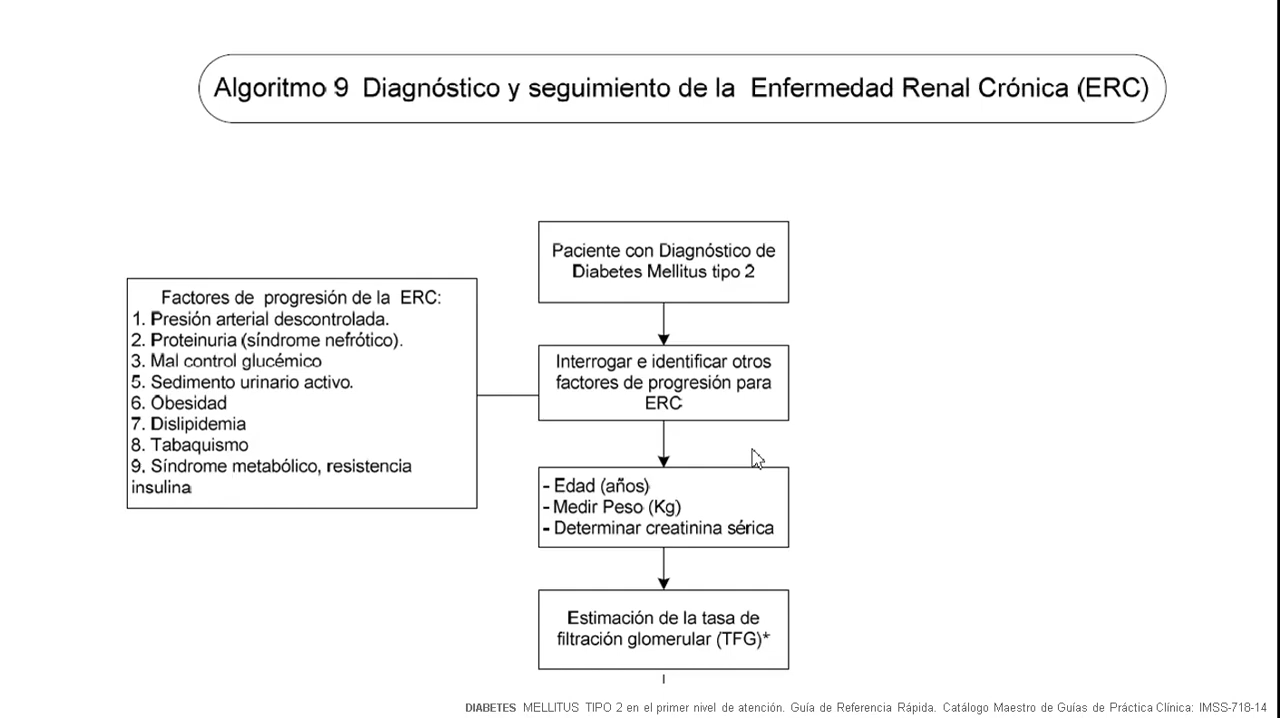 Algoritmo 9 Diagnóstico y seguimiento de la Enfermedad Renal Crónica (ERC)
Paciente con Diagnóstico de
Diabetes Mellitus tipo 2
Factores de progresión de la ERC:
1. Presión arterial descontrolada.
2. Proteinuria (síndrome nefrótico).
3. Mal control glucémico
5. Sedimento urinario activo.
6. Obesidad
7. Dislipidemia
8. Tabaquismo
9. Síndrome metabólico, resistencia
insulina
Interrogar e identificar otros
factores de progresión para
ERC
- Edad (años)
- Medir Peso (Kg)
- Determinar creatinina sérica
Estimación de la tasa de
filtración glomerular (TFG)*
DIABETES MELLITUS TIPO 2 en el primer nivel de atención. Guía de Referencia Rápida. Catálogo Maestro de Guías de Práctica Clínica: IMSS-718-14